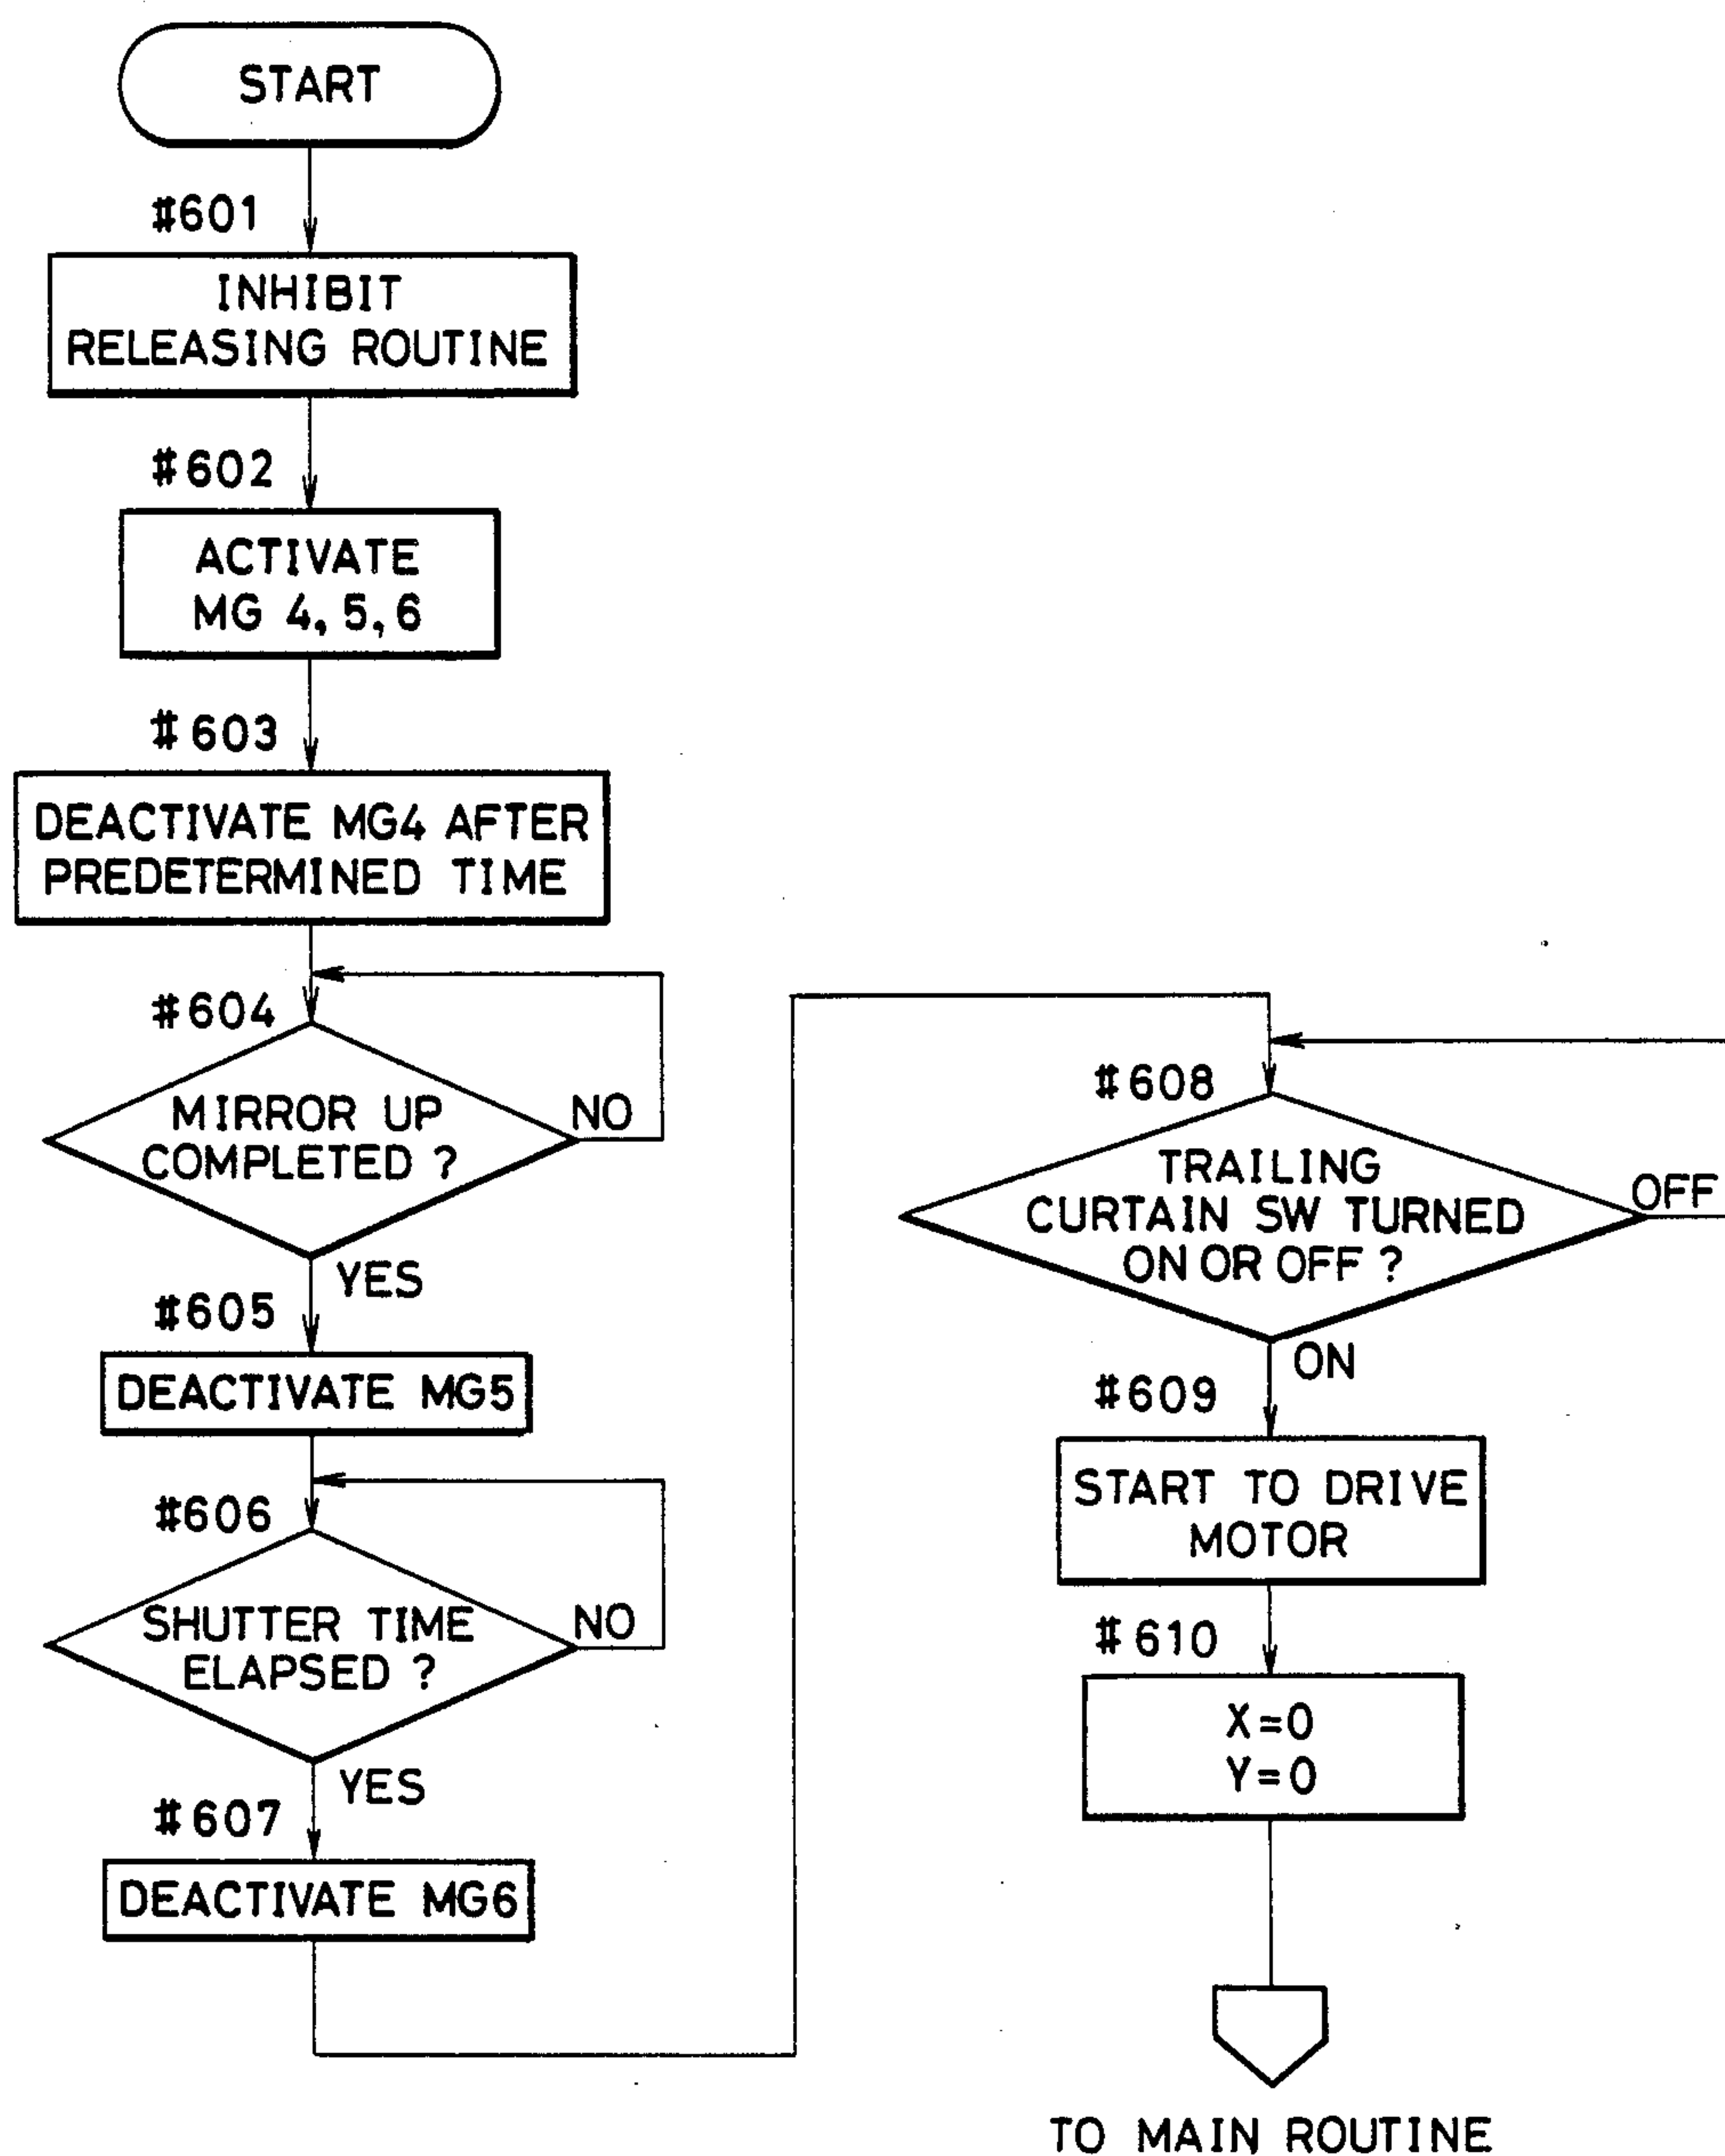 START
#601
INHIBIT
RELEASING ROUTINE
#602
ACTIVATE
MG 4, 5, 6
#603
DEACTIVATE MG4 AFTER
PREDETERMINED TIME
#604
MIRROR UP
COMPLETED ?
NO
YES
#605
DEACTIVATE MG5
#606
SHUTTER TIME
ELAPSED ?
NO
YES
#607
DEACTIVATE MG6
#608
TRAILING
CURTAIN SW TURNED
ON OR OFF ?
OFF
ON
#609
START TO DRIVE
MOTOR
#610
X=0
Y=0
TO MAIN ROUTINE